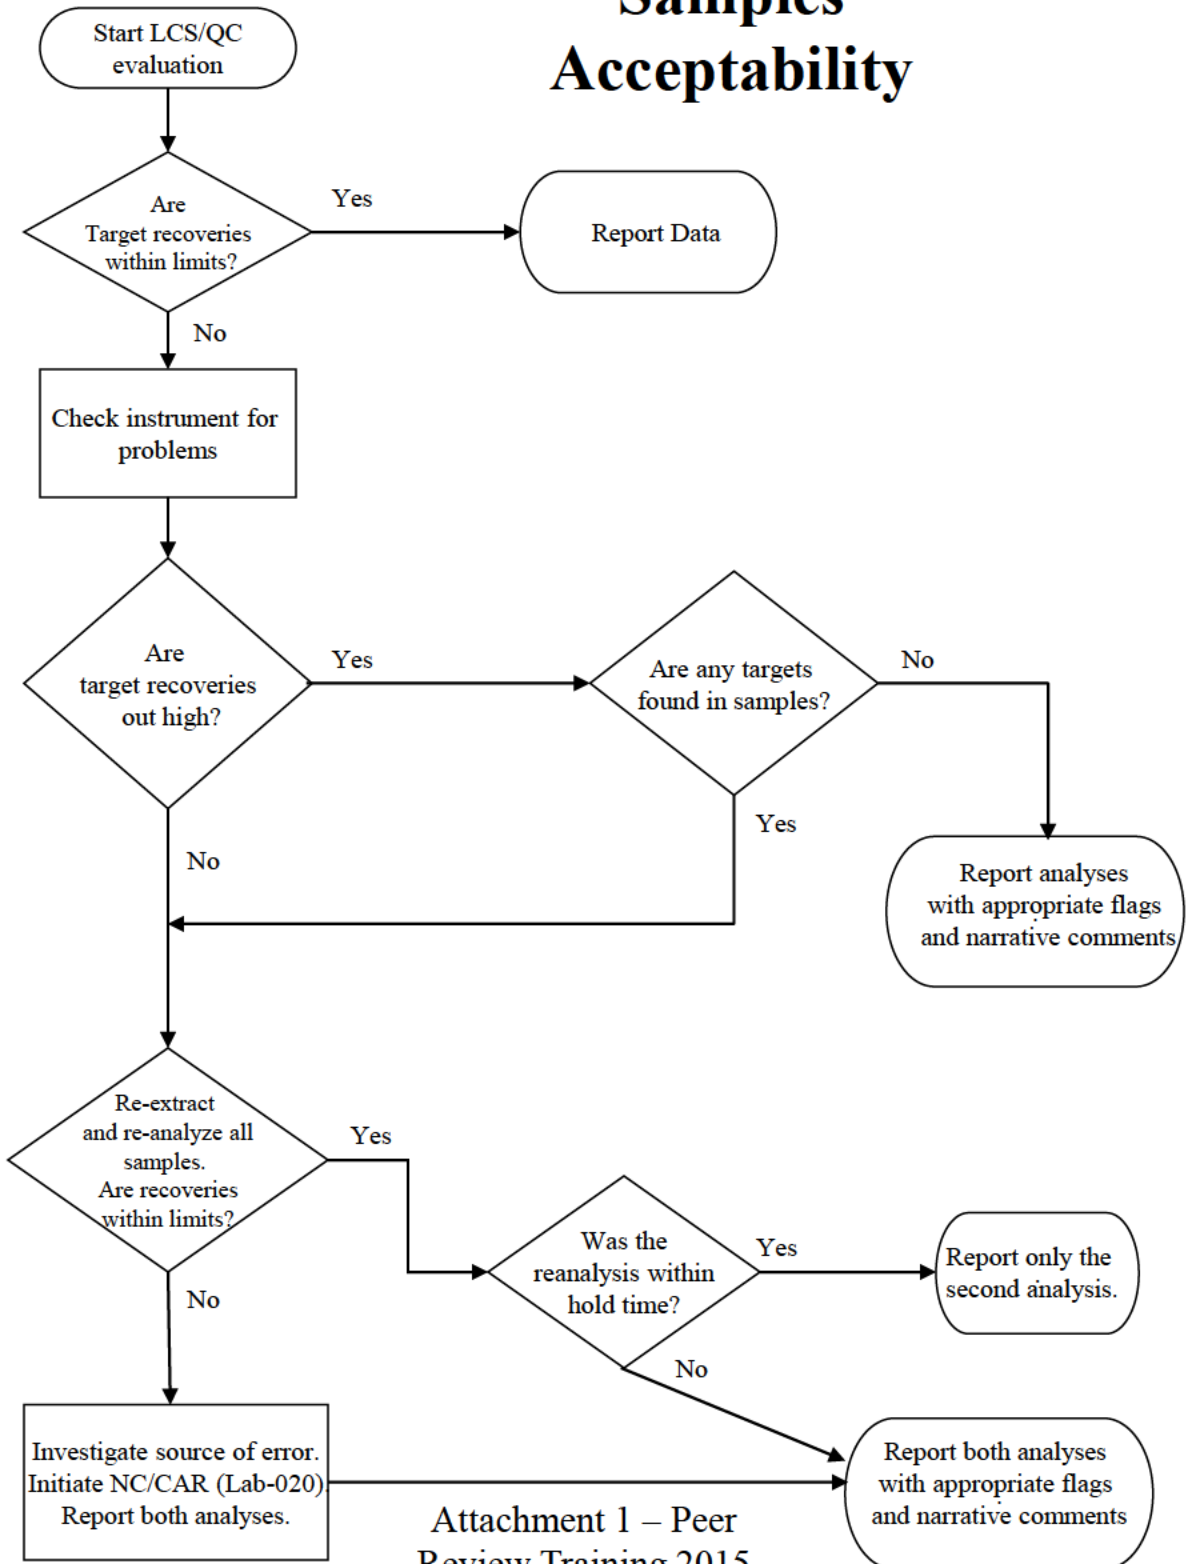 Samples
Acceptability
Start LCS/QC
evaluation
Are
Target recoveries
within limits?
Yes
Report Data
No
Check instrument for
problems
Are
target recoveries
out high?
Yes
Are any targets
found in samples?
No
Yes
No
Report analyses
with appropriate flags
and narrative comments
Re-extract
and re-analyze all
samples.
Are recoveries
within limits?
Yes
Was the
reanalysis within
hold time?
Yes
Report only the
second analysis.
No
No
Investigate source of error.
Initiate NC/CAR (Lab-020).
Report both analyses.
Report both analyses
with appropriate flags
and narrative comments
Attachment 1 – Peer
Review Training 2015